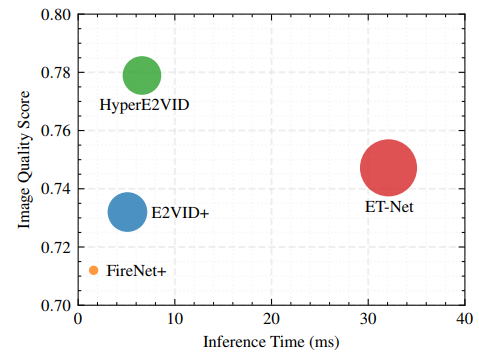 0.80
0.78
0.76
0.74
0.72
0.70
Image Quality Score
HyperE2VID
E2VID+
ET-Net
FireNet+
0 10 20 30 40
Inference Time (ms)